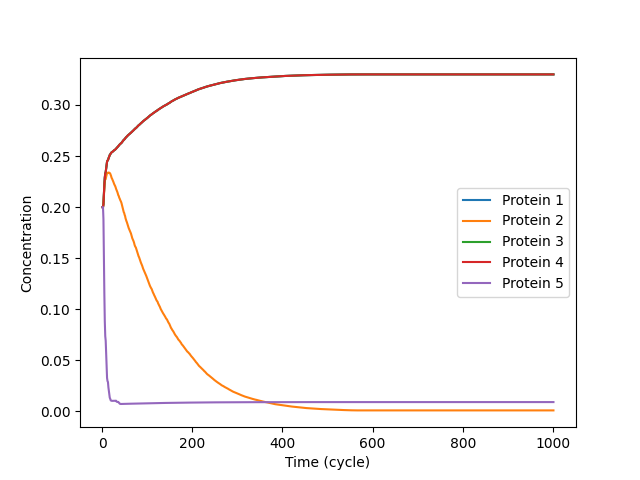 0.30
0.25
0.20
0.15
0.10
0.05
0.00
Concentration
Protein 1
Protein 2
Protein 3
Protein 4
Protein 5
0 200 400 600 800 1000
Time (cycle)